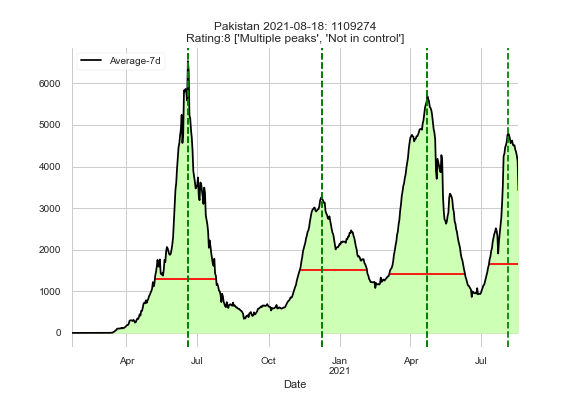 Pakistan 2021-08-18: 1109274
Rating:8 ['Multiple peaks', 'Not in control']
Average-7d
6000
5000
4000
3000
2000
1000
0
Apr Jul Oct Jan Apr Jul
2021
Date